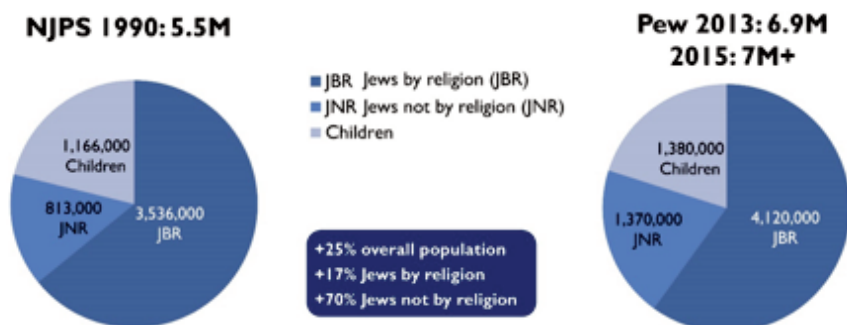 NJPS 1990: 5.5M
1,166,000
Children
813,000
JNR
3,536,000
JBR
JBR Jews by religion (JBR)
JNR Jews not by religion (JNR)
Children
+25% overall population
+17% Jews by religion
+70% Jews not by religion
Pew 2013: 6.9M
2015: 7M+
1,380,000
Children
1,370,000
JNR
4,120,000
JBR